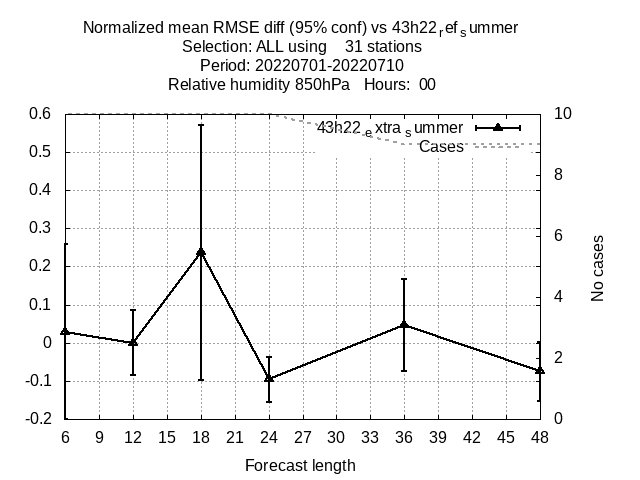 Normalized mean RMSE diff (95% conf) vs 43h22refsummer
Selection: ALL using    31 stations
Period: 20220701-20220710
Relative humidity 850hPa   Hours:  00
0.6
0.5
0.4
0.3
0.2
0.1
0
-0.1
-0.2
10
8
6
4
2
0
No cases
43h22extrasummer
Cases
6 9 12 15 18 21 24 27 30 33 36 39 42 45 48
Forecast length